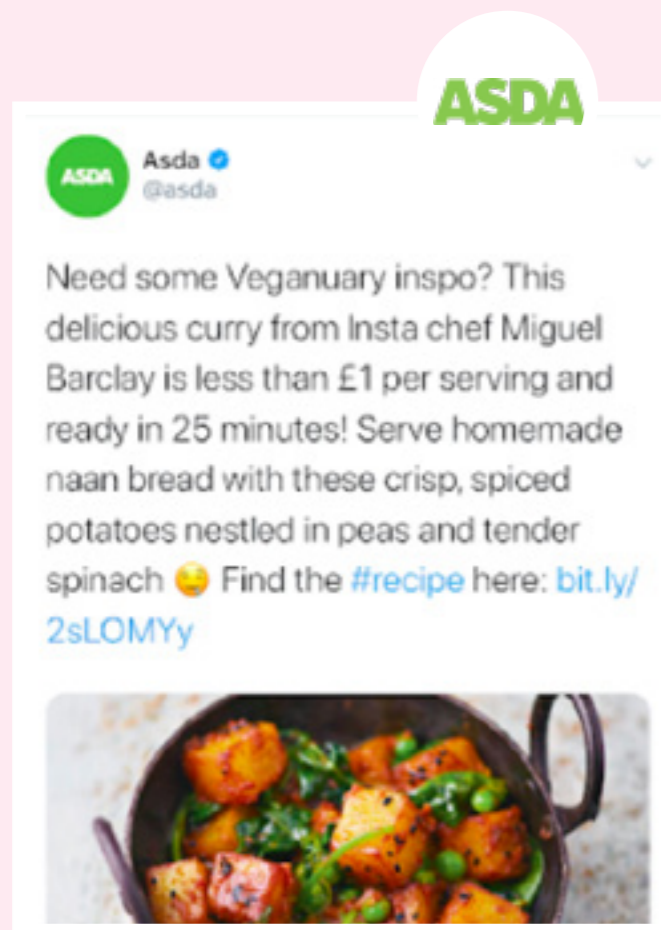 ASDA
ASDA
Asda
@asda
Need some Veganuary inspo? This
delicious curry from Insta chef Miguel
Barclay is less than £1 per serving and
ready in 25 minutes! Serve homemade
naan bread with these crisp, spiced
potatoes nestled in peas and tender
spinach 🤤 Find the #recipe here: bit.ly/
2sLOMYy